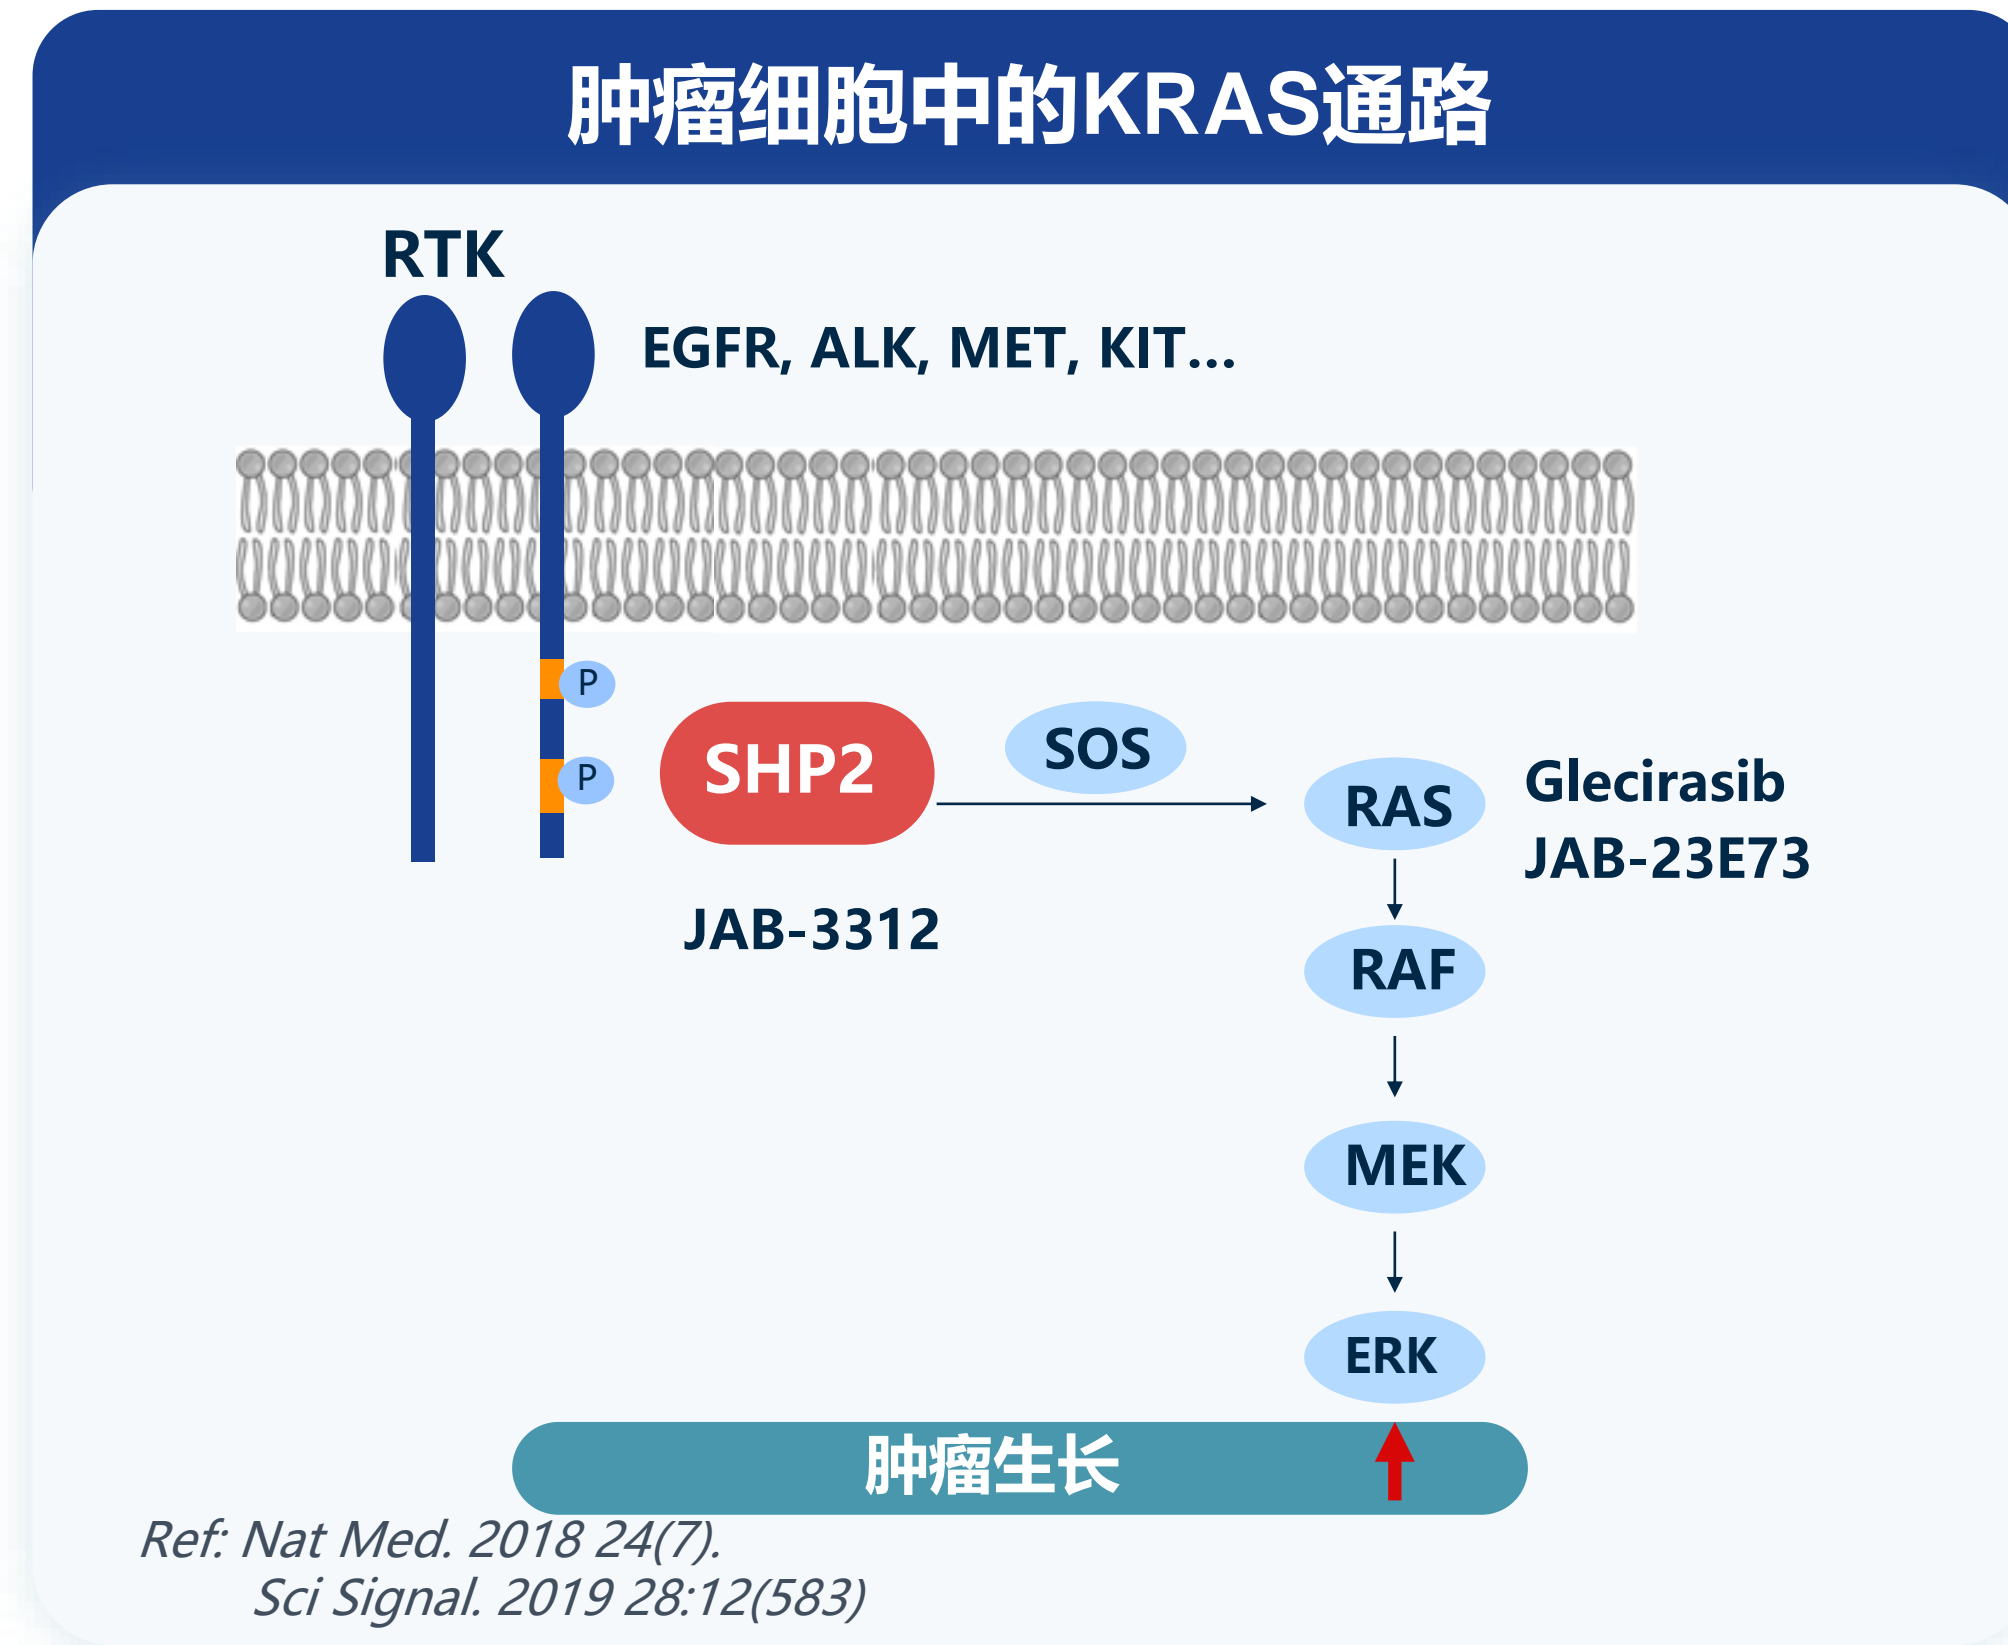 肿瘤细胞中的KRAS通路
RTK
EGFR, ALK, MET, KIT...
P
P
SHP2
SOS
RAS
Glecirasib
JAB-23E73
JAB-3312
RAF
MEK
ERK
肿瘤生长
Ref: Nat Med. 2018 24(7).
Sci Signal. 2019 28:12(583)